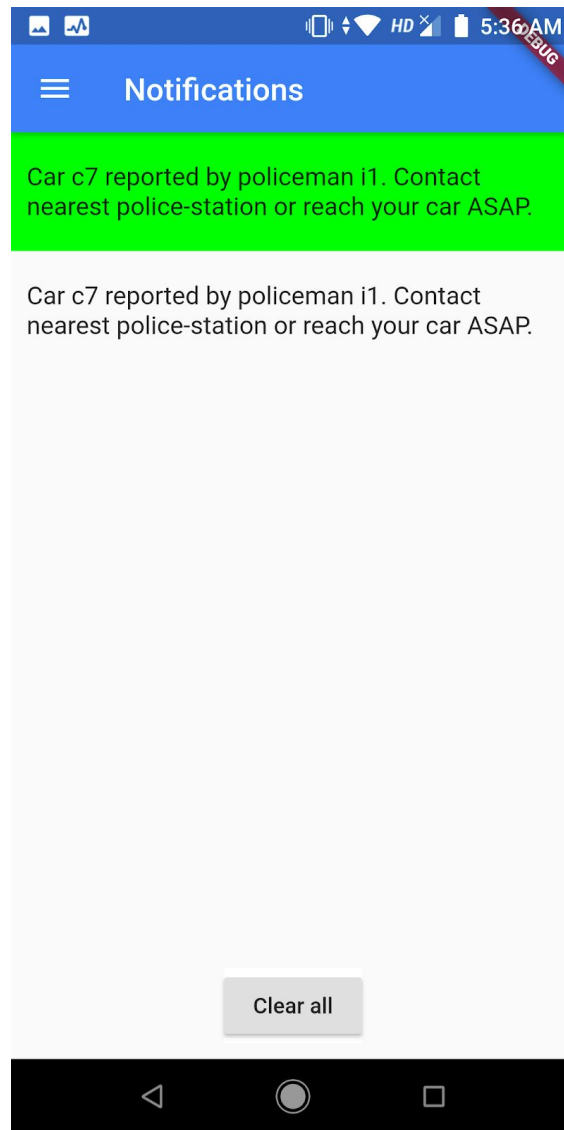 HD 5:36 AM
DEBUG
Notifications
Car c7 reported by policeman i1. Contact
nearest police-station or reach your car ASAP.
Car c7 reported by policeman i1. Contact
nearest police-station or reach your car ASAP.
Clear all